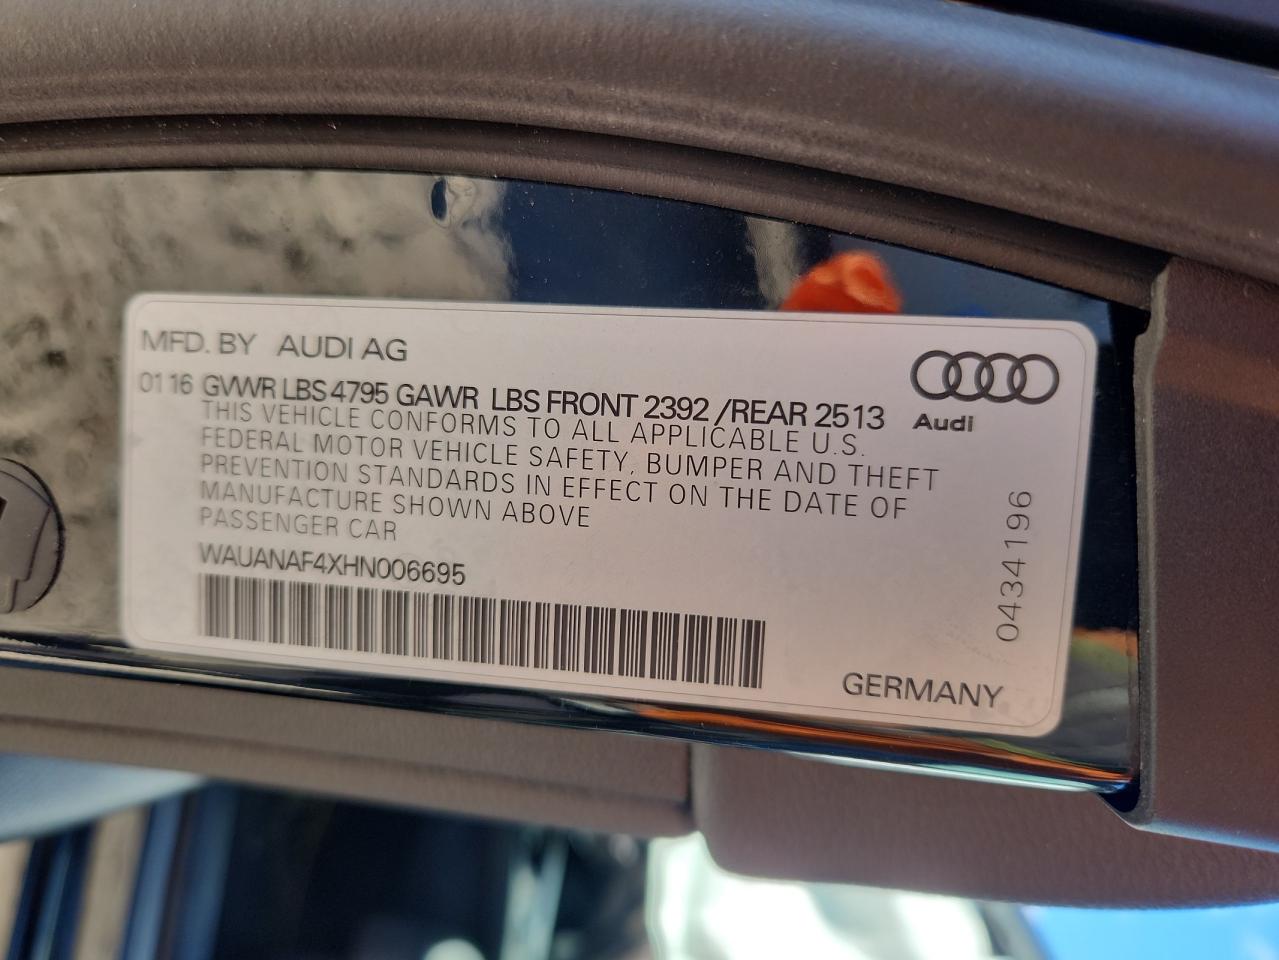 MFD. BY AUDI AG
01 16 GVWR LBS 4795 GAWR LBS FRONT 2392 /REAR 2513
THIS VEHICLE CONFORMS TO ALL APPLICABLE U.S.
FEDERAL MOTOR VEHICLE SAFETY, BUMPER AND THEFT
PREVENTION STANDARDS IN EFFECT ON THE DATE OF
MANUFACTURE SHOWN ABOVE
PASSENGER CAR
WAUANAF4XHN006695
Audi
0434196
GERMANY